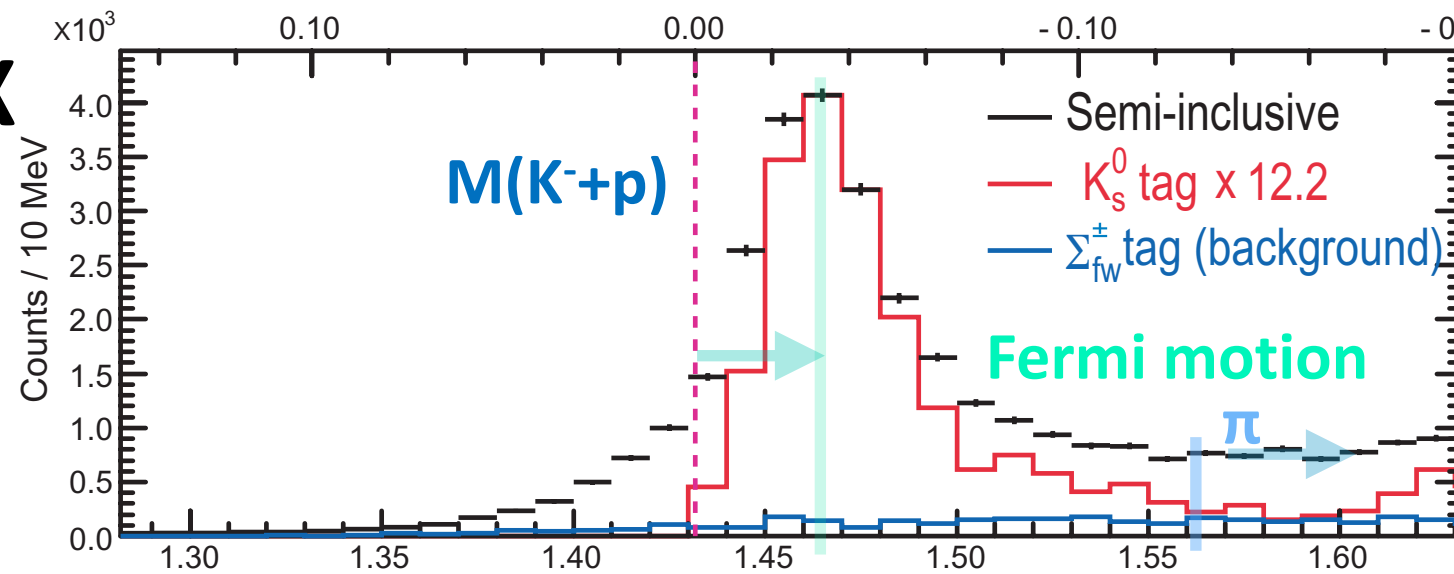 x10³ 0.10 0.00 - 0.10 - 0
X
Counts / 10 MeV
4.0
3.5
3.0
2.5
2.0
1.5
1.0
0.5
0.0
M(K⁻+p)
Semi-inclusive
K⁰ₛ tag x 12.2
Σ±fw tag (background)
Fermi motion
π
1.30 1.35 1.40 1.45 1.50 1.55 1.60